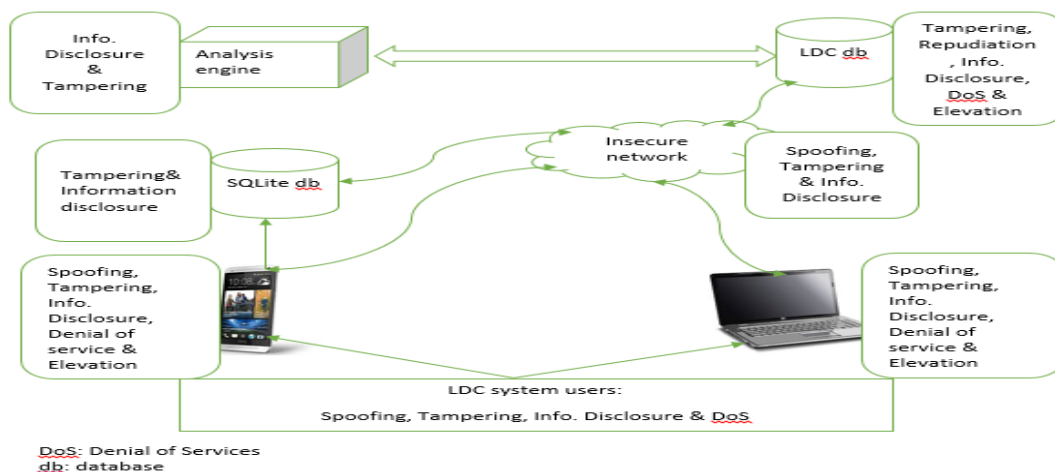 Info.
Disclosure
&
Tampering
Analysis
engine
LDC db
Tampering,
Repudiation
, Info.
Disclosure,
DoS &
Elevation
Insecure
network
Spoofing,
Tampering
& Info.
Disclosure
Tampering&
Information
disclosure
SQLite db
Spoofing,
Tampering,
Info.
Disclosure,
Denial of
service &
Elevation
Spoofing,
Tampering,
Info.
Disclosure,
Denial of
service &
Elevation
LDC system users:
Spoofing, Tampering, Info. Disclosure & DoS
DoS: Denial of Services
db: database